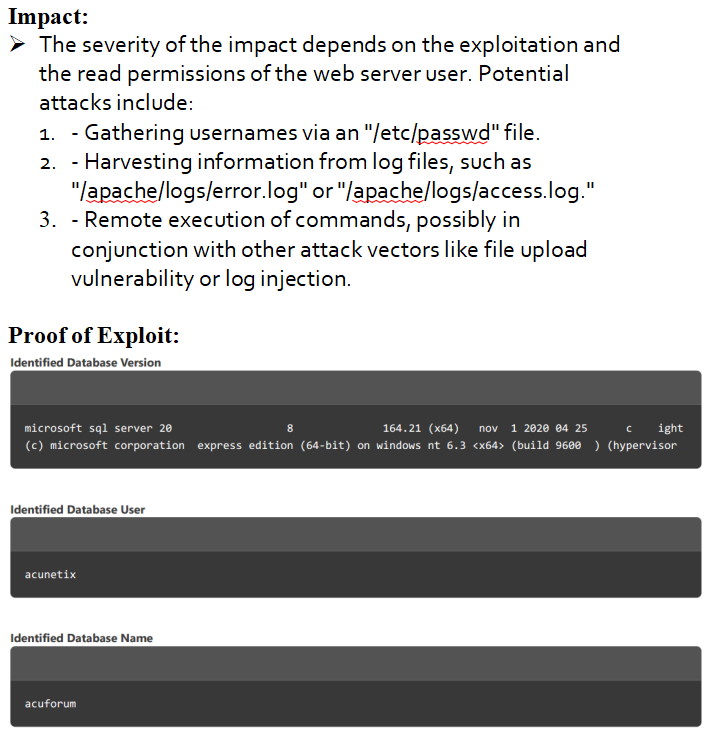 Impact:
➢ The severity of the impact depends on the exploitation and
the read permissions of the web server user. Potential
attacks include:
1. - Gathering usernames via an "/etc/passwd" file.
2. - Harvesting information from log files, such as
"/apache/logs/error.log" or "/apache/logs/access.log."
3. - Remote execution of commands, possibly in
conjunction with other attack vectors like file upload
vulnerability or log injection.
Proof of Exploit:
Identified Database Version
microsoft sql server 20 8 164.21 (x64) nov 1 2020 04 25 c ight
(c) microsoft corporation express edition (64-bit) on windows nt 6.3 <x64> (build 9600 ) (hypervisor
Identified Database User
acunetix
Identified Database Name
acuforum